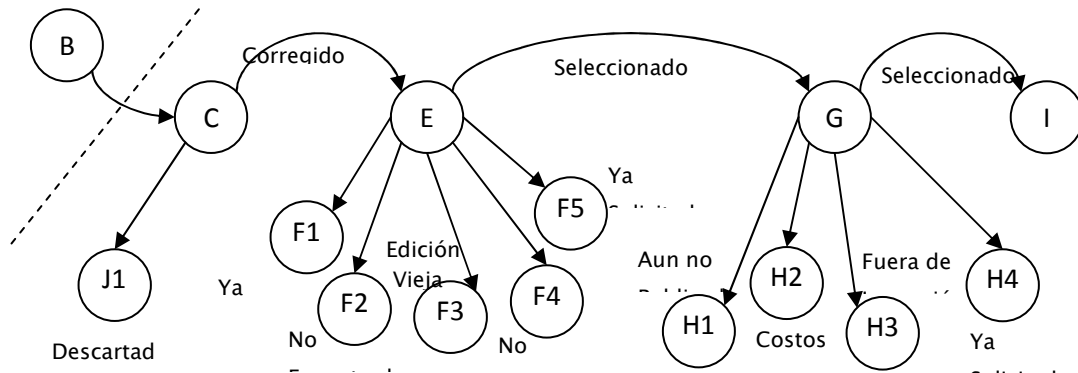 B
Corregido
Seleccionado
Seleccionado
C
E
G
I
Ya
F5
F1
Edición
Vieja
Aun no
Fuera de
J1
Ya
F2
F3
F4
H1
H2
H3
H4
Descartad
No
No
Costos
Ya